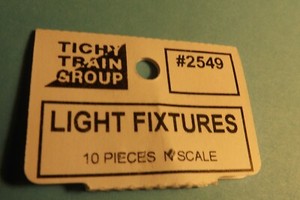 TICHY
TRAIN
GROUP
#2549
LIGHT FIXTURES
10 PIECES N SCALE